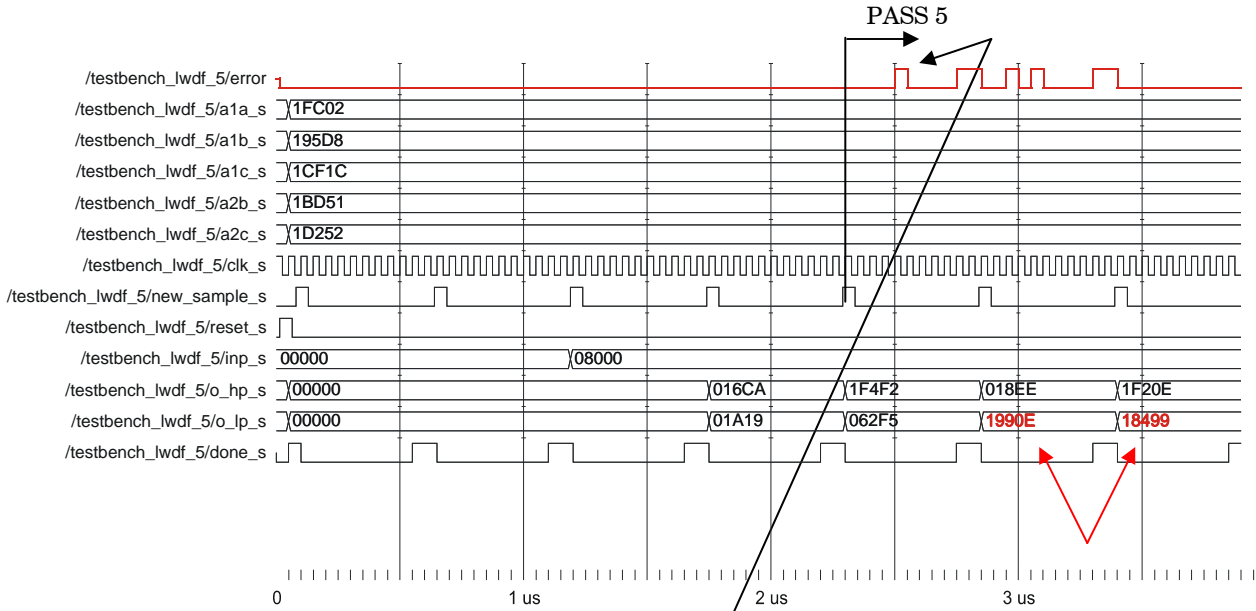 PASS 5
/testbench_lwdf_5/error
/testbench_lwdf_5/a1a_s 1FC02
/testbench_lwdf_5/a1b_s 195D8
/testbench_lwdf_5/a1c_s 1CF1C
/testbench_lwdf_5/a2b_s 1BD51
/testbench_lwdf_5/a2c_s 1D252
/testbench_lwdf_5/clk_s
/testbench_lwdf_5/new_sample_s
/testbench_lwdf_5/reset_s
/testbench_lwdf_5/inp_s 00000 08000
/testbench_lwdf_5/o_hp_s 00000 016CA 1F4F2 018EE 1F20E
/testbench_lwdf_5/o_lp_s 00000 01A19 062F5 1990E 18499
/testbench_lwdf_5/done_s
0 1 us 2 us 3 us